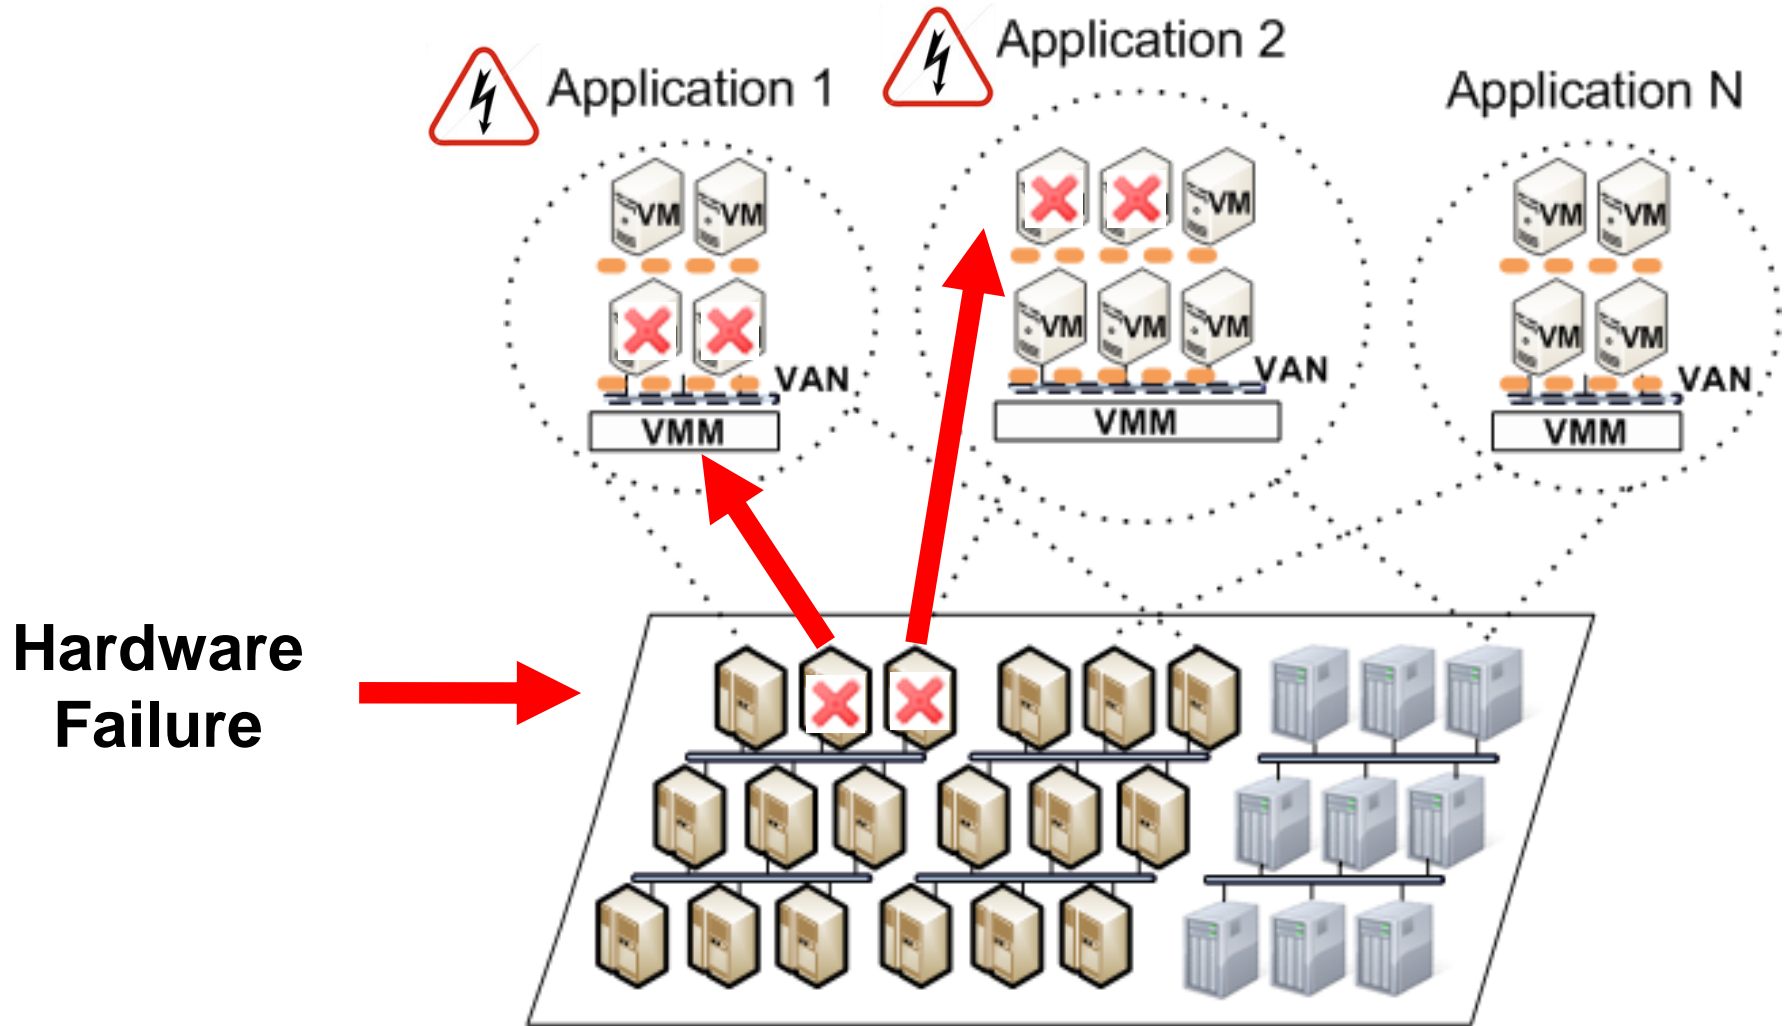 Application 1
Application 2
Application N
VM VM
VM
VM VM
VM VM VM
VM VM
VAN
VAN
VAN
VMM
VMM
VMM
Hardware
Failure